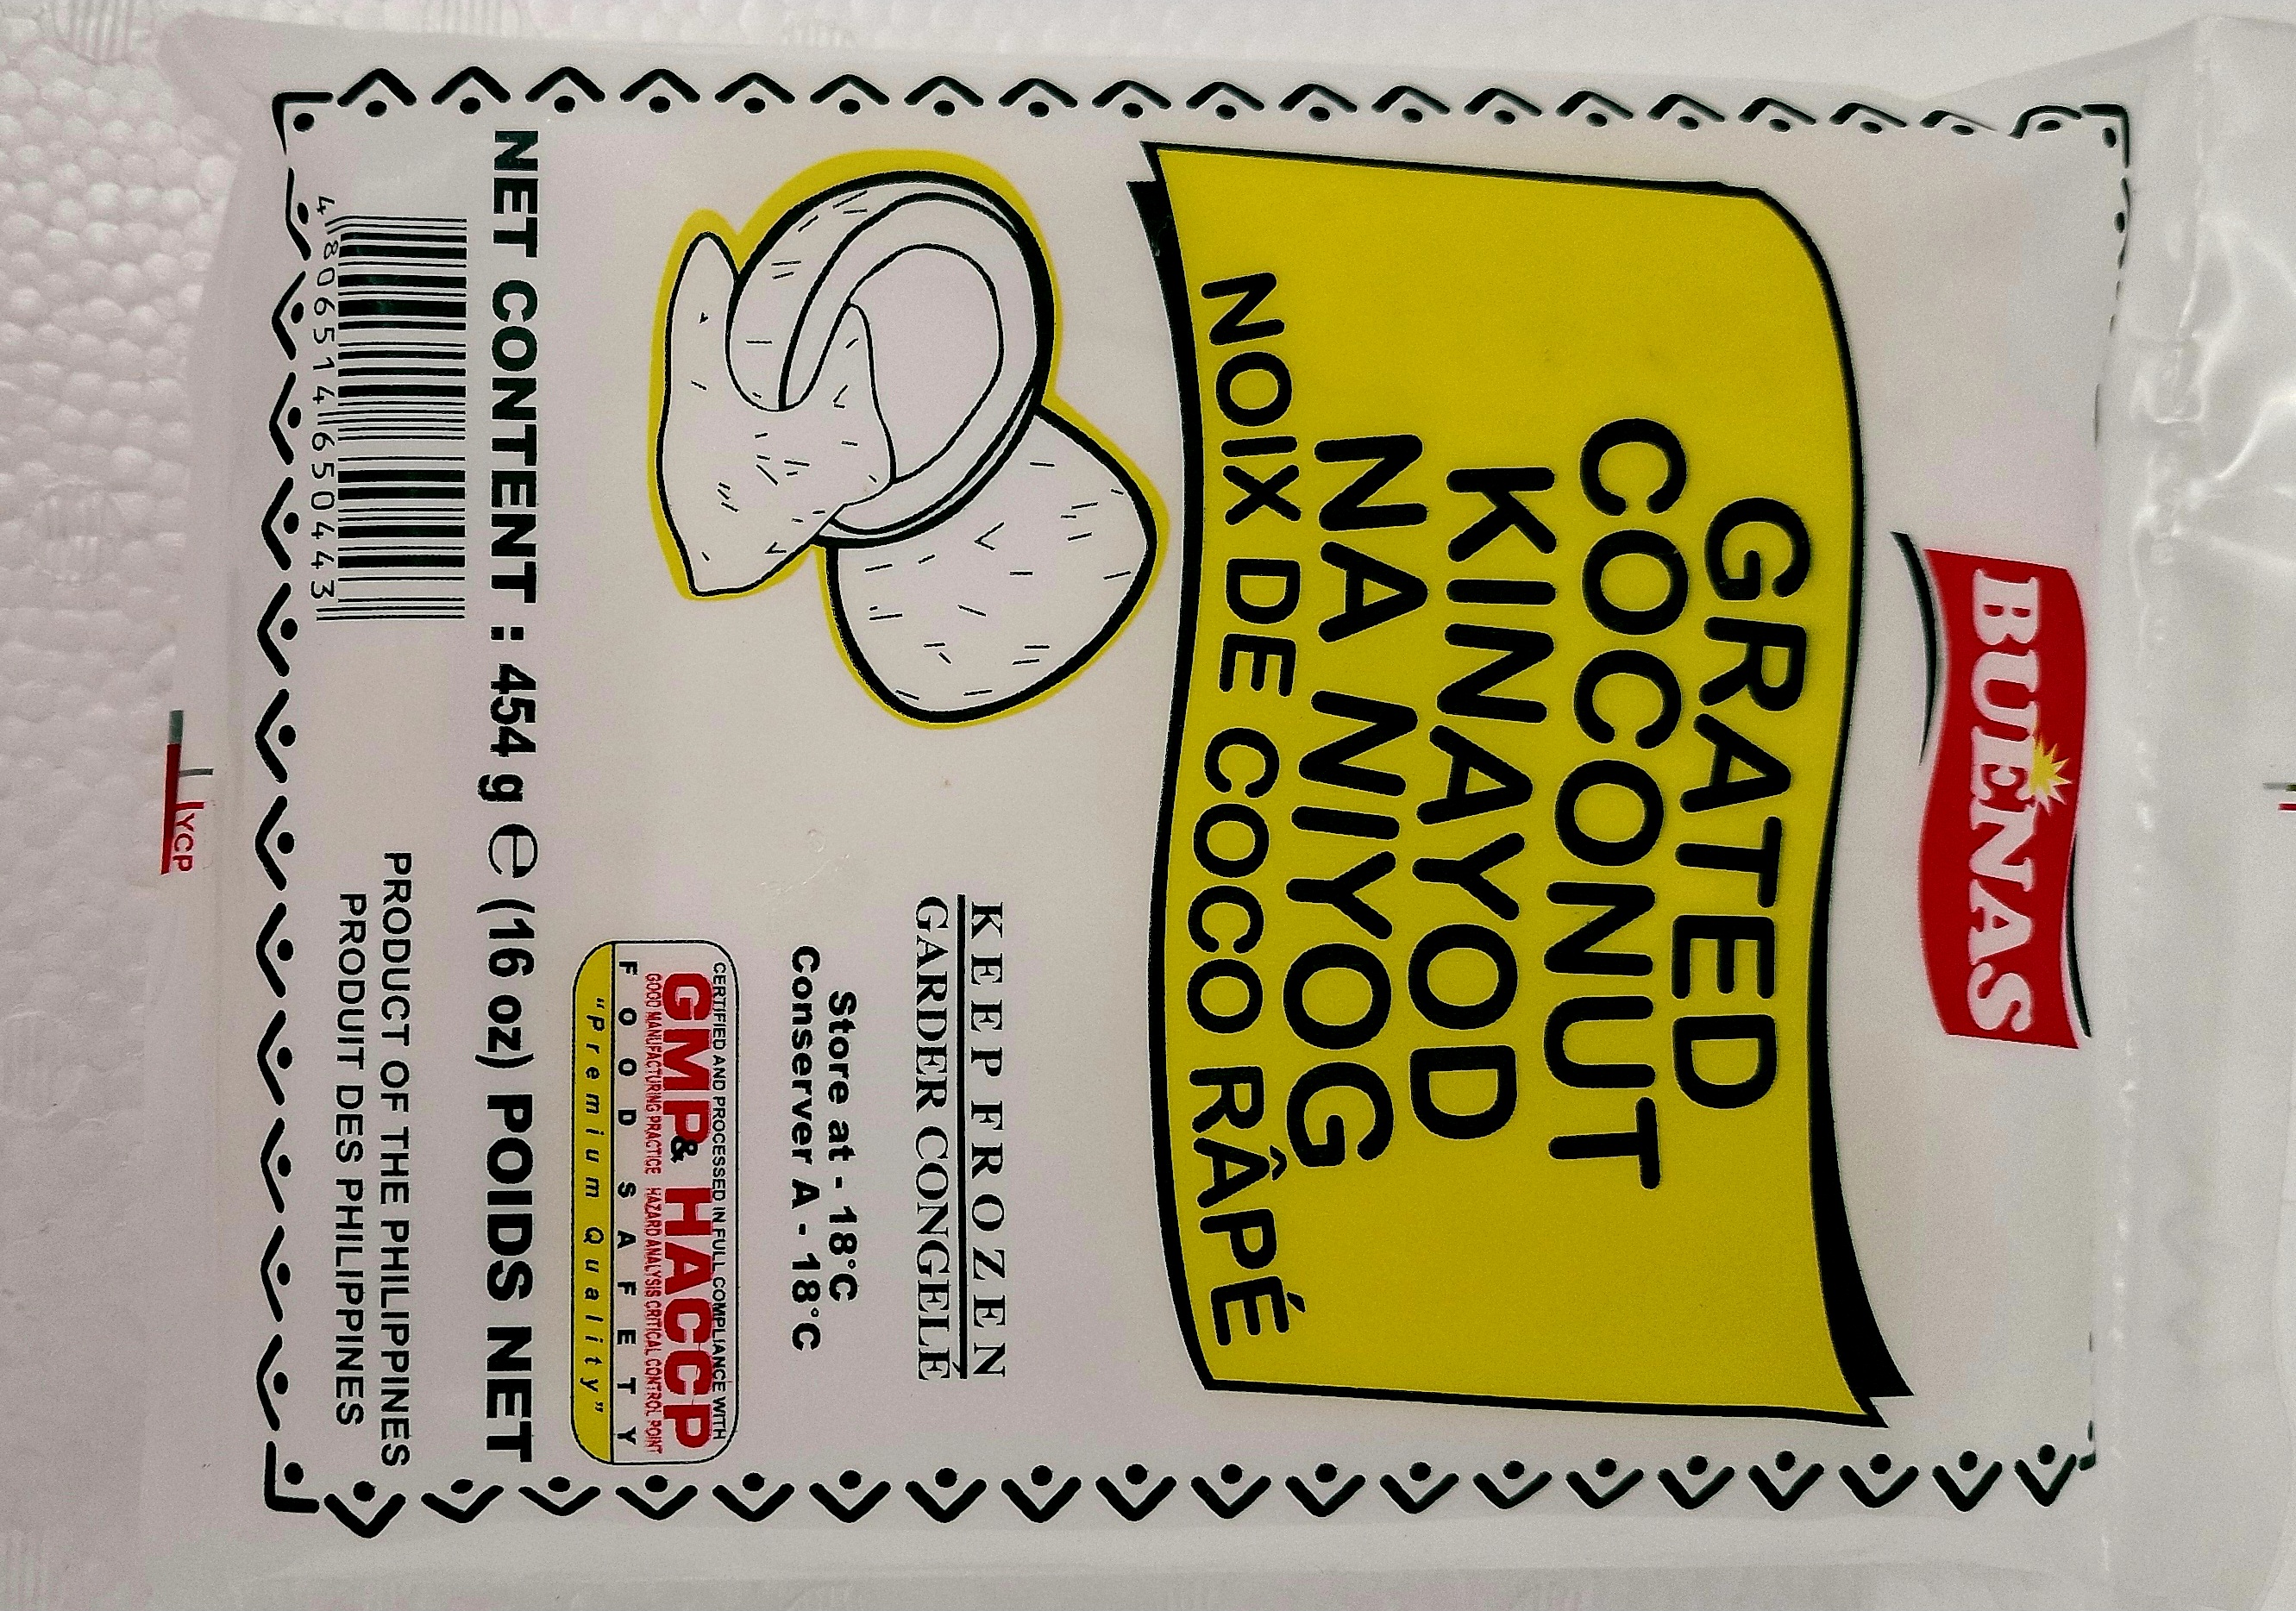 BUENAS
GRATED
COCONUT
KINAYOD
NA NIYOG
NOIX DE COCO RÂPÉ
KEEP FROZEN
GARDER CONGELÉ
Store at - 18°C
Conserver A - 18°C
CERTIFIED AND PROCESSED IN FULL COMPLIANCE WITH
GMP & HACCP
GOOD MANUFACTURING PRACTICE HAZARD ANALYSIS CRITICAL CONTROL POINT
FOOD SAFETY
"Premium Quality"
NET CONTENT : 454 g ℮ (16 oz) POIDS NET
4 806514 650443
PRODUCT OF THE PHILIPPINES
PRODUIT DES PHILIPPINES
YCP